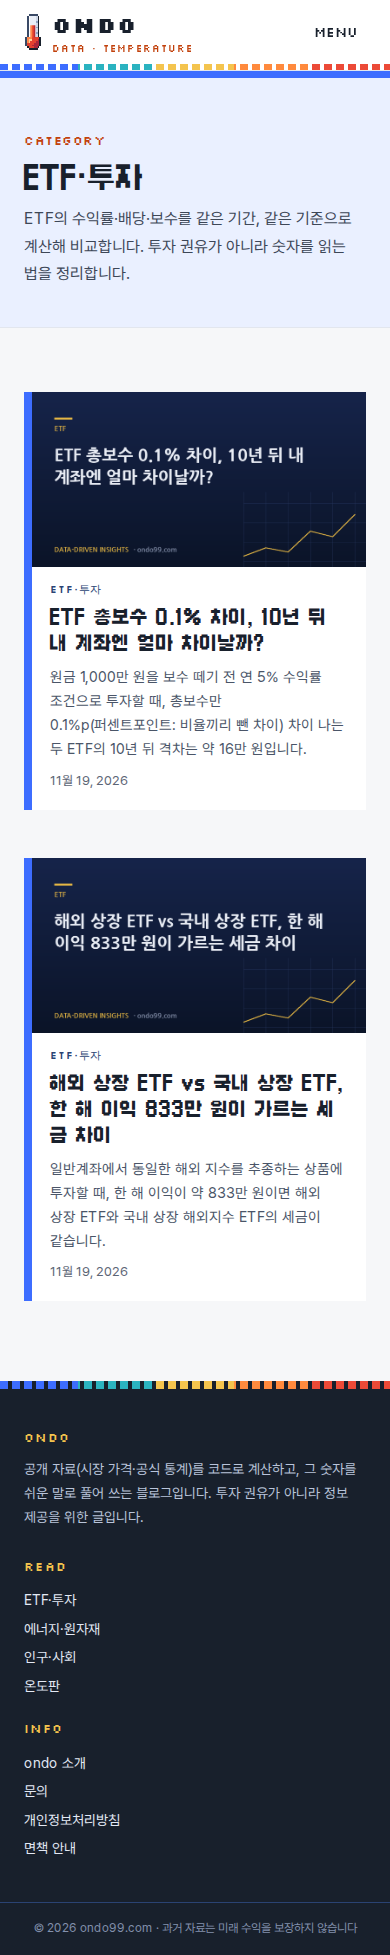 ONDO
DATA · TEMPERATURE
MENU
CATEGORY
ETF·투자
ETF의 수익률·배당·보수를 같은 기간, 같은 기준으로
계산해 비교합니다. 투자 권유가 아니라 숫자를 읽는
법을 정리합니다.
ETF
ETF 총보수 0.1% 차이, 10년 뒤 내
계좌엔 얼마 차이날까?
DATA-DRIVEN INSIGHTS · ondo99.com
ETF·투자
ETF 총보수 0.1% 차이, 10년 뒤
내 계좌엔 얼마 차이날까?
원금 1,000만 원을 보수 떼기 전 연 5% 수익률
조건으로 투자할 때, 총보수만
0.1%p(퍼센트포인트: 비율끼리 뺀 차이) 차이 나는
두 ETF의 10년 뒤 격차는 약 16만 원입니다.
11월 19, 2026
ETF
해외 상장 ETF vs 국내 상장 ETF, 한 해
이익 833만 원이 가르는 세금 차이
DATA-DRIVEN INSIGHTS · ondo99.com
ETF·투자
해외 상장 ETF vs 국내 상장 ETF,
한 해 이익 833만 원이 가르는 세
금 차이
일반계좌에서 동일한 해외 지수를 추종하는 상품에
투자할 때, 한 해 이익이 약 833만 원이면 해외
상장 ETF와 국내 상장 해외지수 ETF의 세금이
같습니다.
11월 19, 2026
ONDO
공개 자료(시장 가격·공식 통계)를 코드로 계산하고, 그 숫자를
쉬운 말로 풀어 쓰는 블로그입니다. 투자 권유가 아니라 정보
제공을 위한 글입니다.
READ
ETF·투자
에너지·원자재
인구·사회
온도판
INFO
ondo 소개
문의
개인정보처리방침
면책 안내
© 2026 ondo99.com · 과거 자료는 미래 수익을 보장하지 않습니다